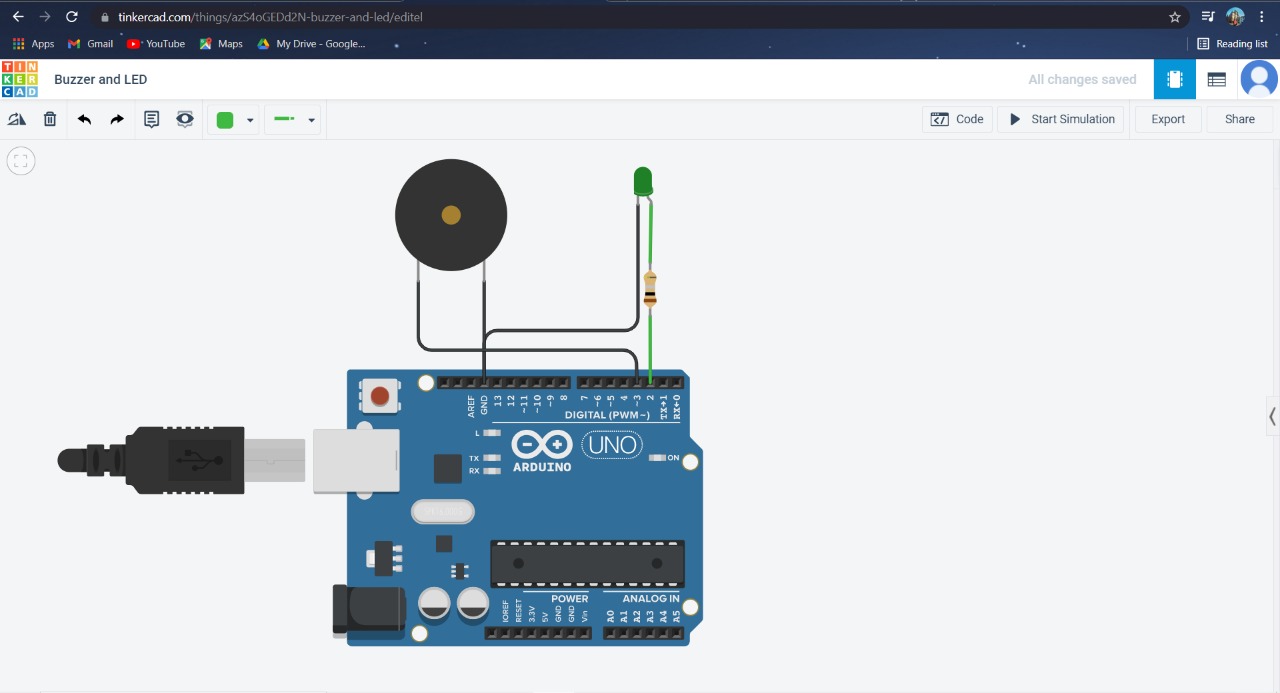 tinkercad.com/things/azS4oGEDd2N-buzzer-and-led/editel
Apps Gmail YouTube Maps My Drive - Google... Reading list
TIN
KER
CAD
Buzzer and LED
All changes saved
Code
Start Simulation
Export
Share
AREF
GND
13
12
~11
~10
~9
8
7
~6
~5
4
~3
2
TX→1
RX←0
DIGITAL (PWM~)
L
TX
RX
UNO
ARDUINO
ON
POWER
ANALOG IN
IOREF
RESET
3.3V
5V
GND
GND
Vin
A0
A1
A2
A3
A4
A5